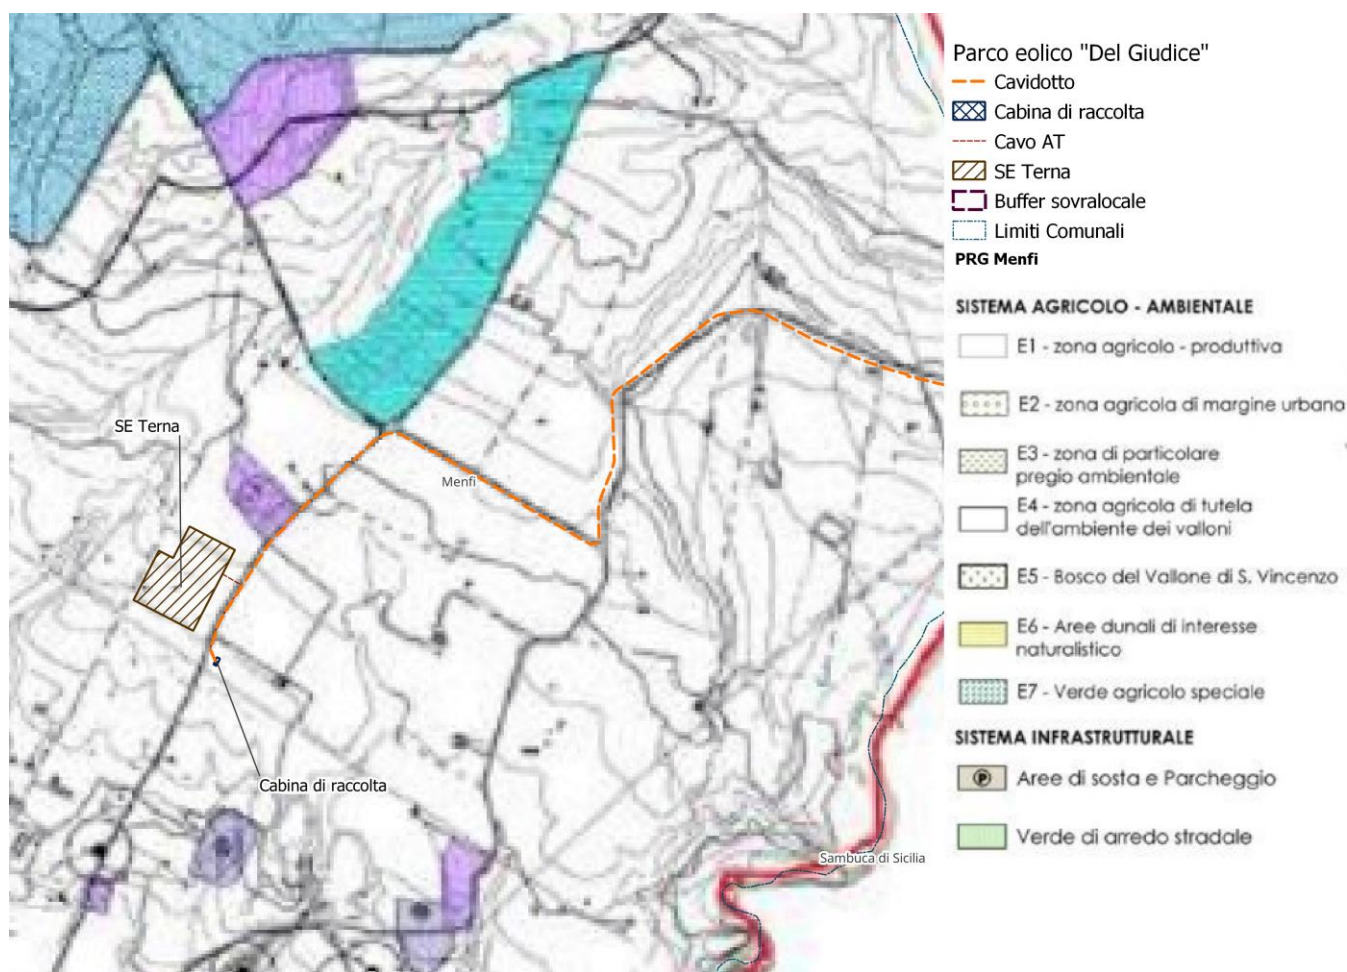 Parco eolico "Del Giudice"
Cavidotto
Cabina di raccolta
Cavo AT
SE Terna
Buffer sovralocale
Limiti Comunali
PRG Menfi
SISTEMA AGRICOLO - AMBIENTALE
E1 - zona agricolo - produttiva
E2 - zona agricola di margine urbano
E3 - zona di particolare
pregio ambientale
E4 - zona agricola di tutela
dell'ambiente dei valloni
E5 - Bosco del Vallone di S. Vincenzo
E6 - Aree dunali di interesse
naturalistico
E7 - Verde agricolo speciale
SISTEMA INFRASTRUTTURALE
P
Aree di sosta e Parcheggio
Verde di arredo stradale
SE Terna
Menfi
Cabina di raccolta
Sambuca di Sicilia